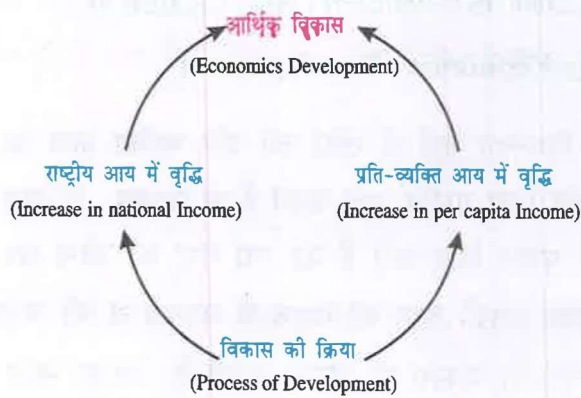 आर्थिक विकास
(Economics Development)
राष्ट्रीय आय में वृद्धि
(Increase in national Income)
प्रति-व्यक्ति आय में वृद्धि
(Increase in per capita Income)
विकास की क्रिया
(Process of Development)